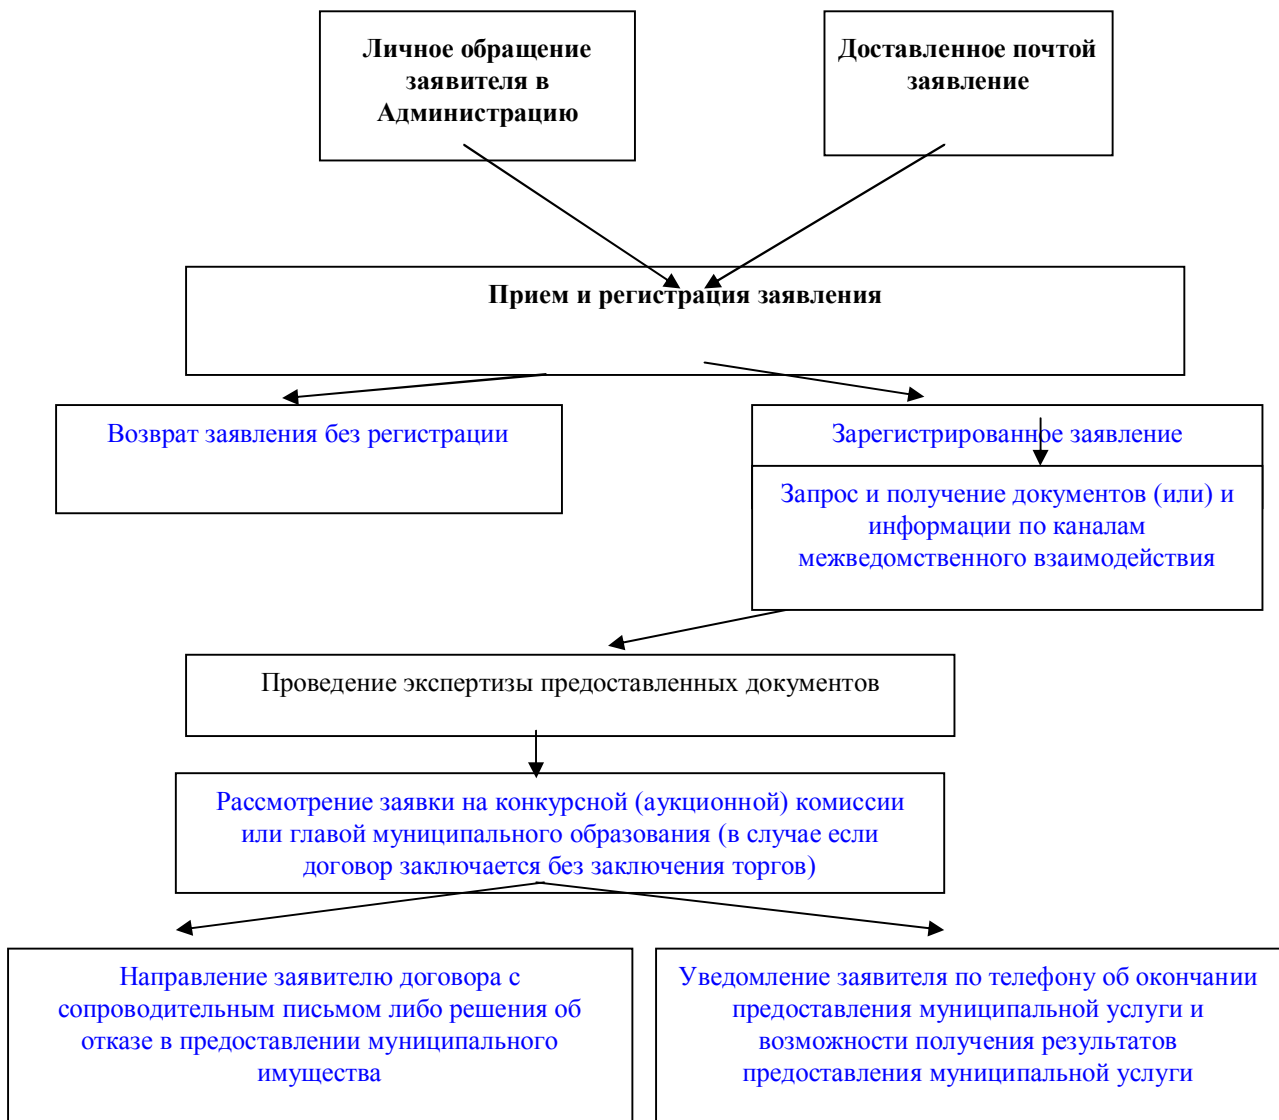 Личное обращение
заявителя в
Администрацию
Доставленное почтой
заявление
Прием и регистрация заявления
Возврат заявления без регистрации
Зарегистрированное заявление
Запрос и получение документов (или) и
информации по каналам
межведомственного взаимодействия
Проведение экспертизы предоставленных документов
Рассмотрение заявки на конкурсной (аукционной) комиссии
или главой муниципального образования (в случае если
договор заключается без заключения торгов)
Направление заявителю договора с
сопроводительным письмом либо решения об
отказе в предоставлении муниципального
имущества
Уведомление заявителя по телефону об окончании
предоставления муниципальной услуги и
возможности получения результатов
предоставления муниципальной услуги